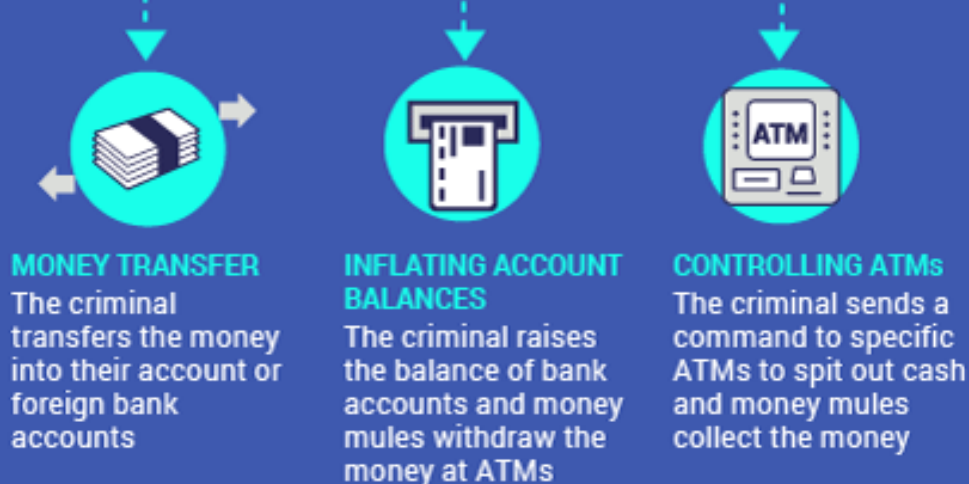 MONEY TRANSFER
The criminal
transfers the money
into their account or
foreign bank
accounts
INFLATING ACCOUNT
BALANCES
The criminal raises
the balance of bank
accounts and money
mules withdraw the
money at ATMs
ATM
CONTROLLING ATMs
The criminal sends a
command to specific
ATMs to spit out cash
and money mules
collect the money